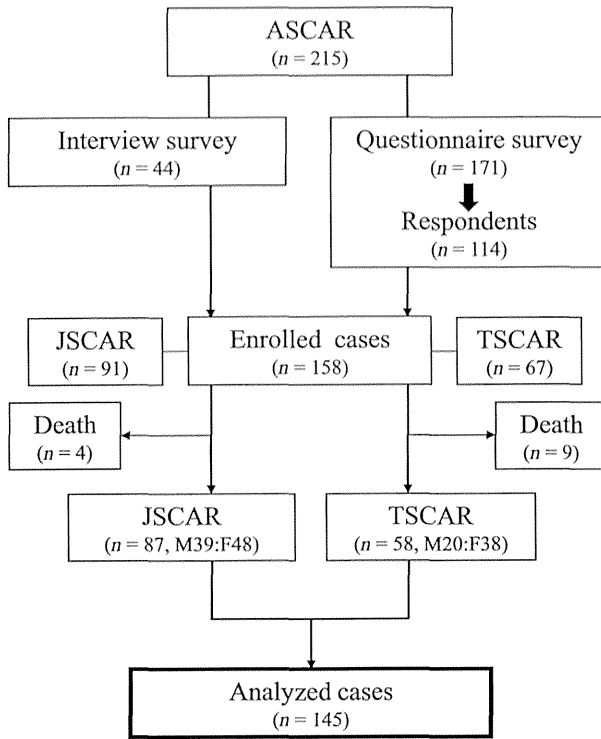 ASCAR
(n = 215)
Interview survey
(n = 44)
Questionnaire survey
(n = 171)
Respondents
(n = 114)
JSCAR
(n = 91)
Enrolled cases
(n = 158)
TSCAR
(n = 67)
Death
(n = 4)
Death
(n = 9)
JSCAR
(n = 87, M39:F48)
TSCAR
(n = 58, M20:F38)
Analyzed cases
(n = 145)